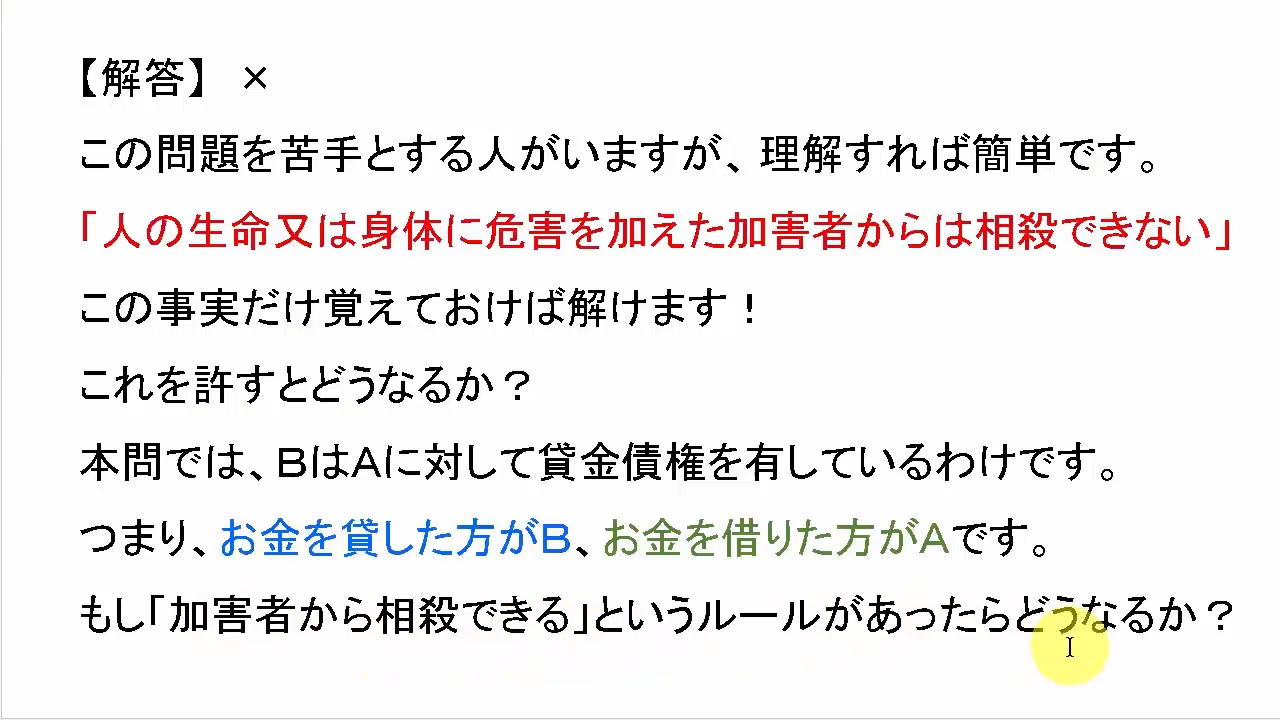 【解答】 ×
この問題を苦手とする人がいますが、理解すれば簡単です。
「人の生命又は身体に危害を加えた加害者からは相殺できない」
この事実だけ覚えておけば解けます！
これを許すとどうなるか？
本問では、BはAに対して貸金債権を有しているわけです。
つまり、お金を貸した方がB、お金を借りた方がAです。
もし「加害者から相殺できる」というルールがあったらどうなるか？